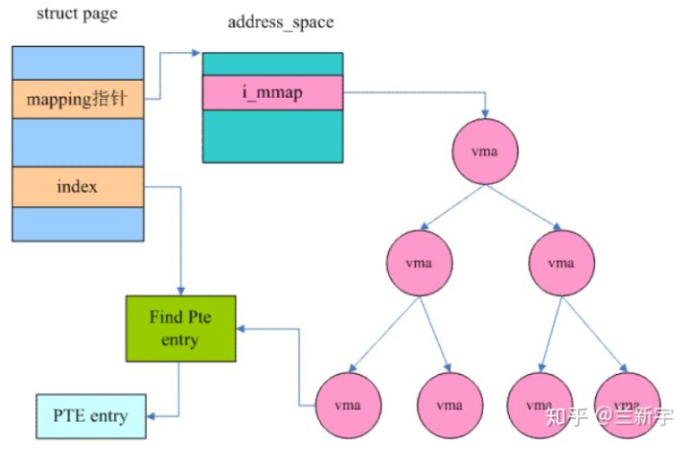 struct page
address_space
mapping指针
i_mmap
index
vma
vma
vma
Find Pte
entry
PTE entry
vma
vma
vma
vma
知乎 @兰新宇